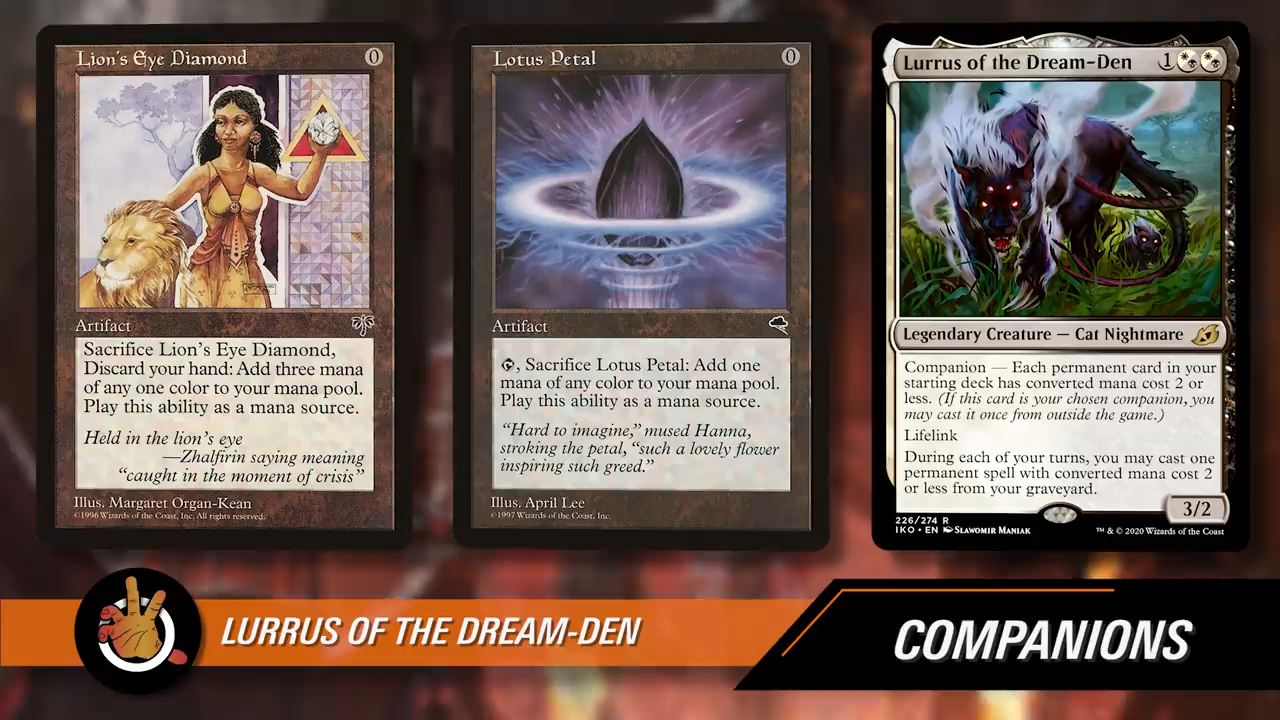 Lion's Eye Diamond 0
Artifact
Sacrifice Lion's Eye Diamond,
Discard your hand: Add three mana
of any one color to your mana pool.
Play this ability as a mana source.
Held in the lion's eye
—Zhalfirin saying meaning
“caught in the moment of crisis”
Illus. Margaret Organ-Kean
©1996 Wizards of the Coast, Inc. All rights reserved.
Lotus Petal 0
Artifact
, Sacrifice Lotus Petal: Add one
mana of any color to your mana pool.
Play this ability as a mana source.
“Hard to imagine,” mused Hanna,
stroking the petal, “such a lovely flower
inspiring such greed.”
Illus. April Lee
©1997 Wizards of the Coast, Inc.
Lurrus of the Dream-Den 1
Legendary Creature — Cat Nightmare
Companion — Each permanent card in your
starting deck has converted mana cost 2 or
less. (If this card is your chosen companion, you
may cast it once from outside the game.)
Lifelink
During each of your turns, you may cast one
permanent spell with converted mana cost 2
or less from your graveyard.
3/2
226/274 R
IKO • EN Slawomir Maniak
™ & © 2020 Wizards of the Coast
LURRUS OF THE DREAM-DEN
COMPANIONS